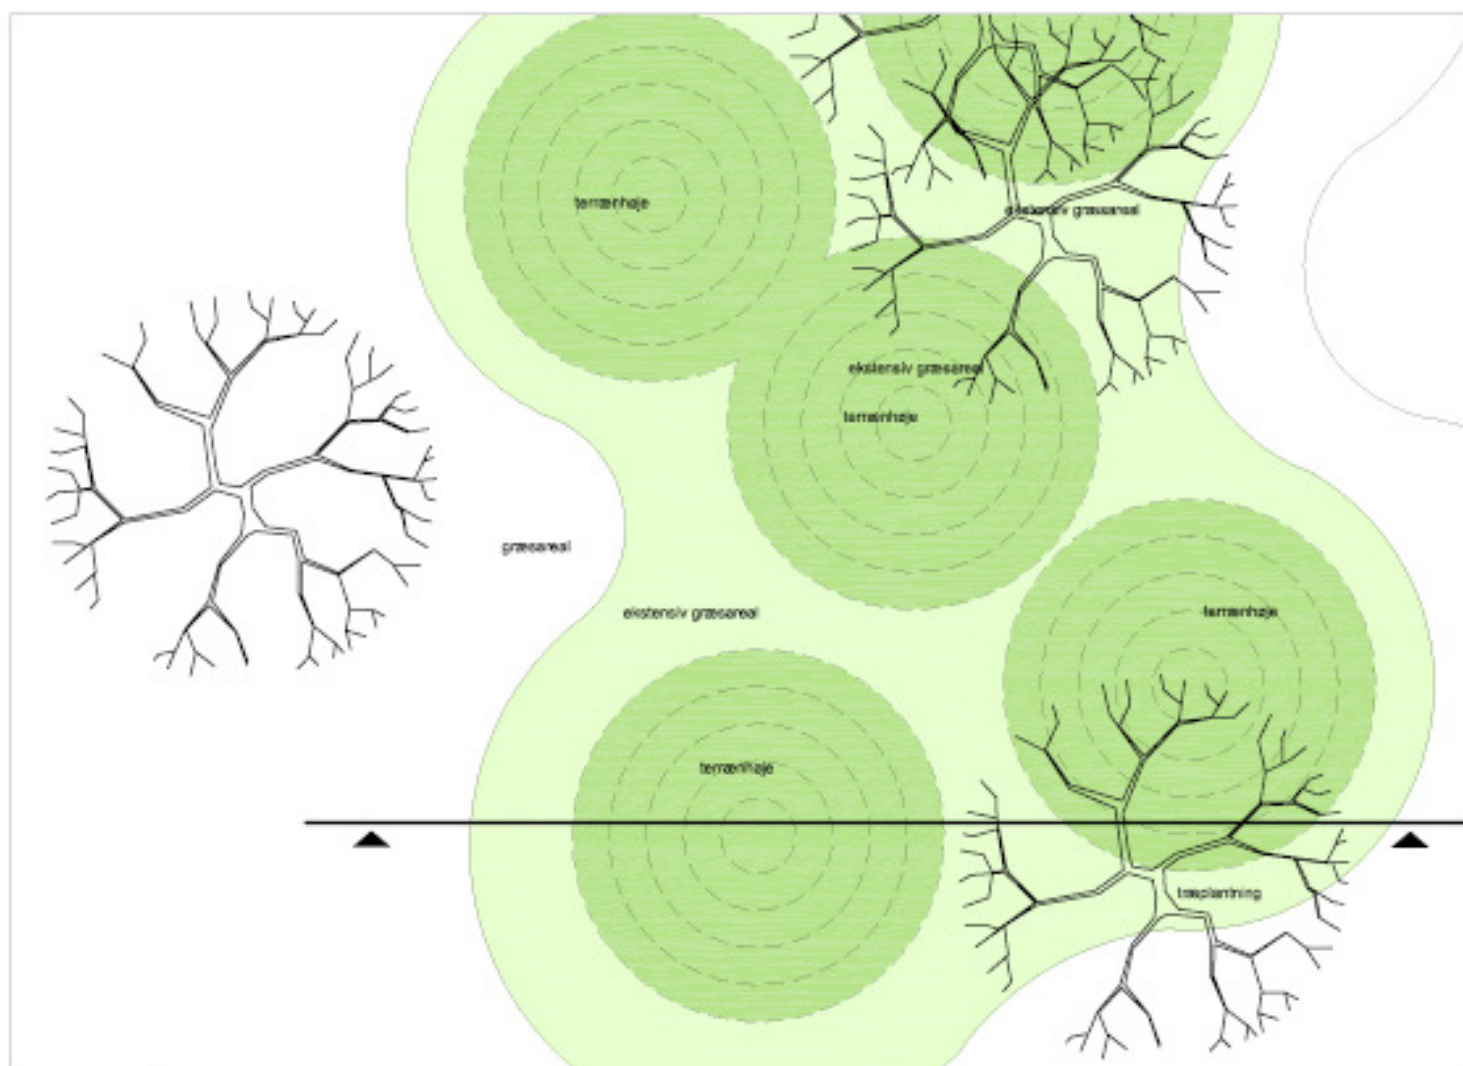 terrænhøje
ekstensiv græsareal
ekstensiv græsareal
terrænhøje
græsareal
ekstensiv græsareal
terrænhøje
terrænhøje
træplantning